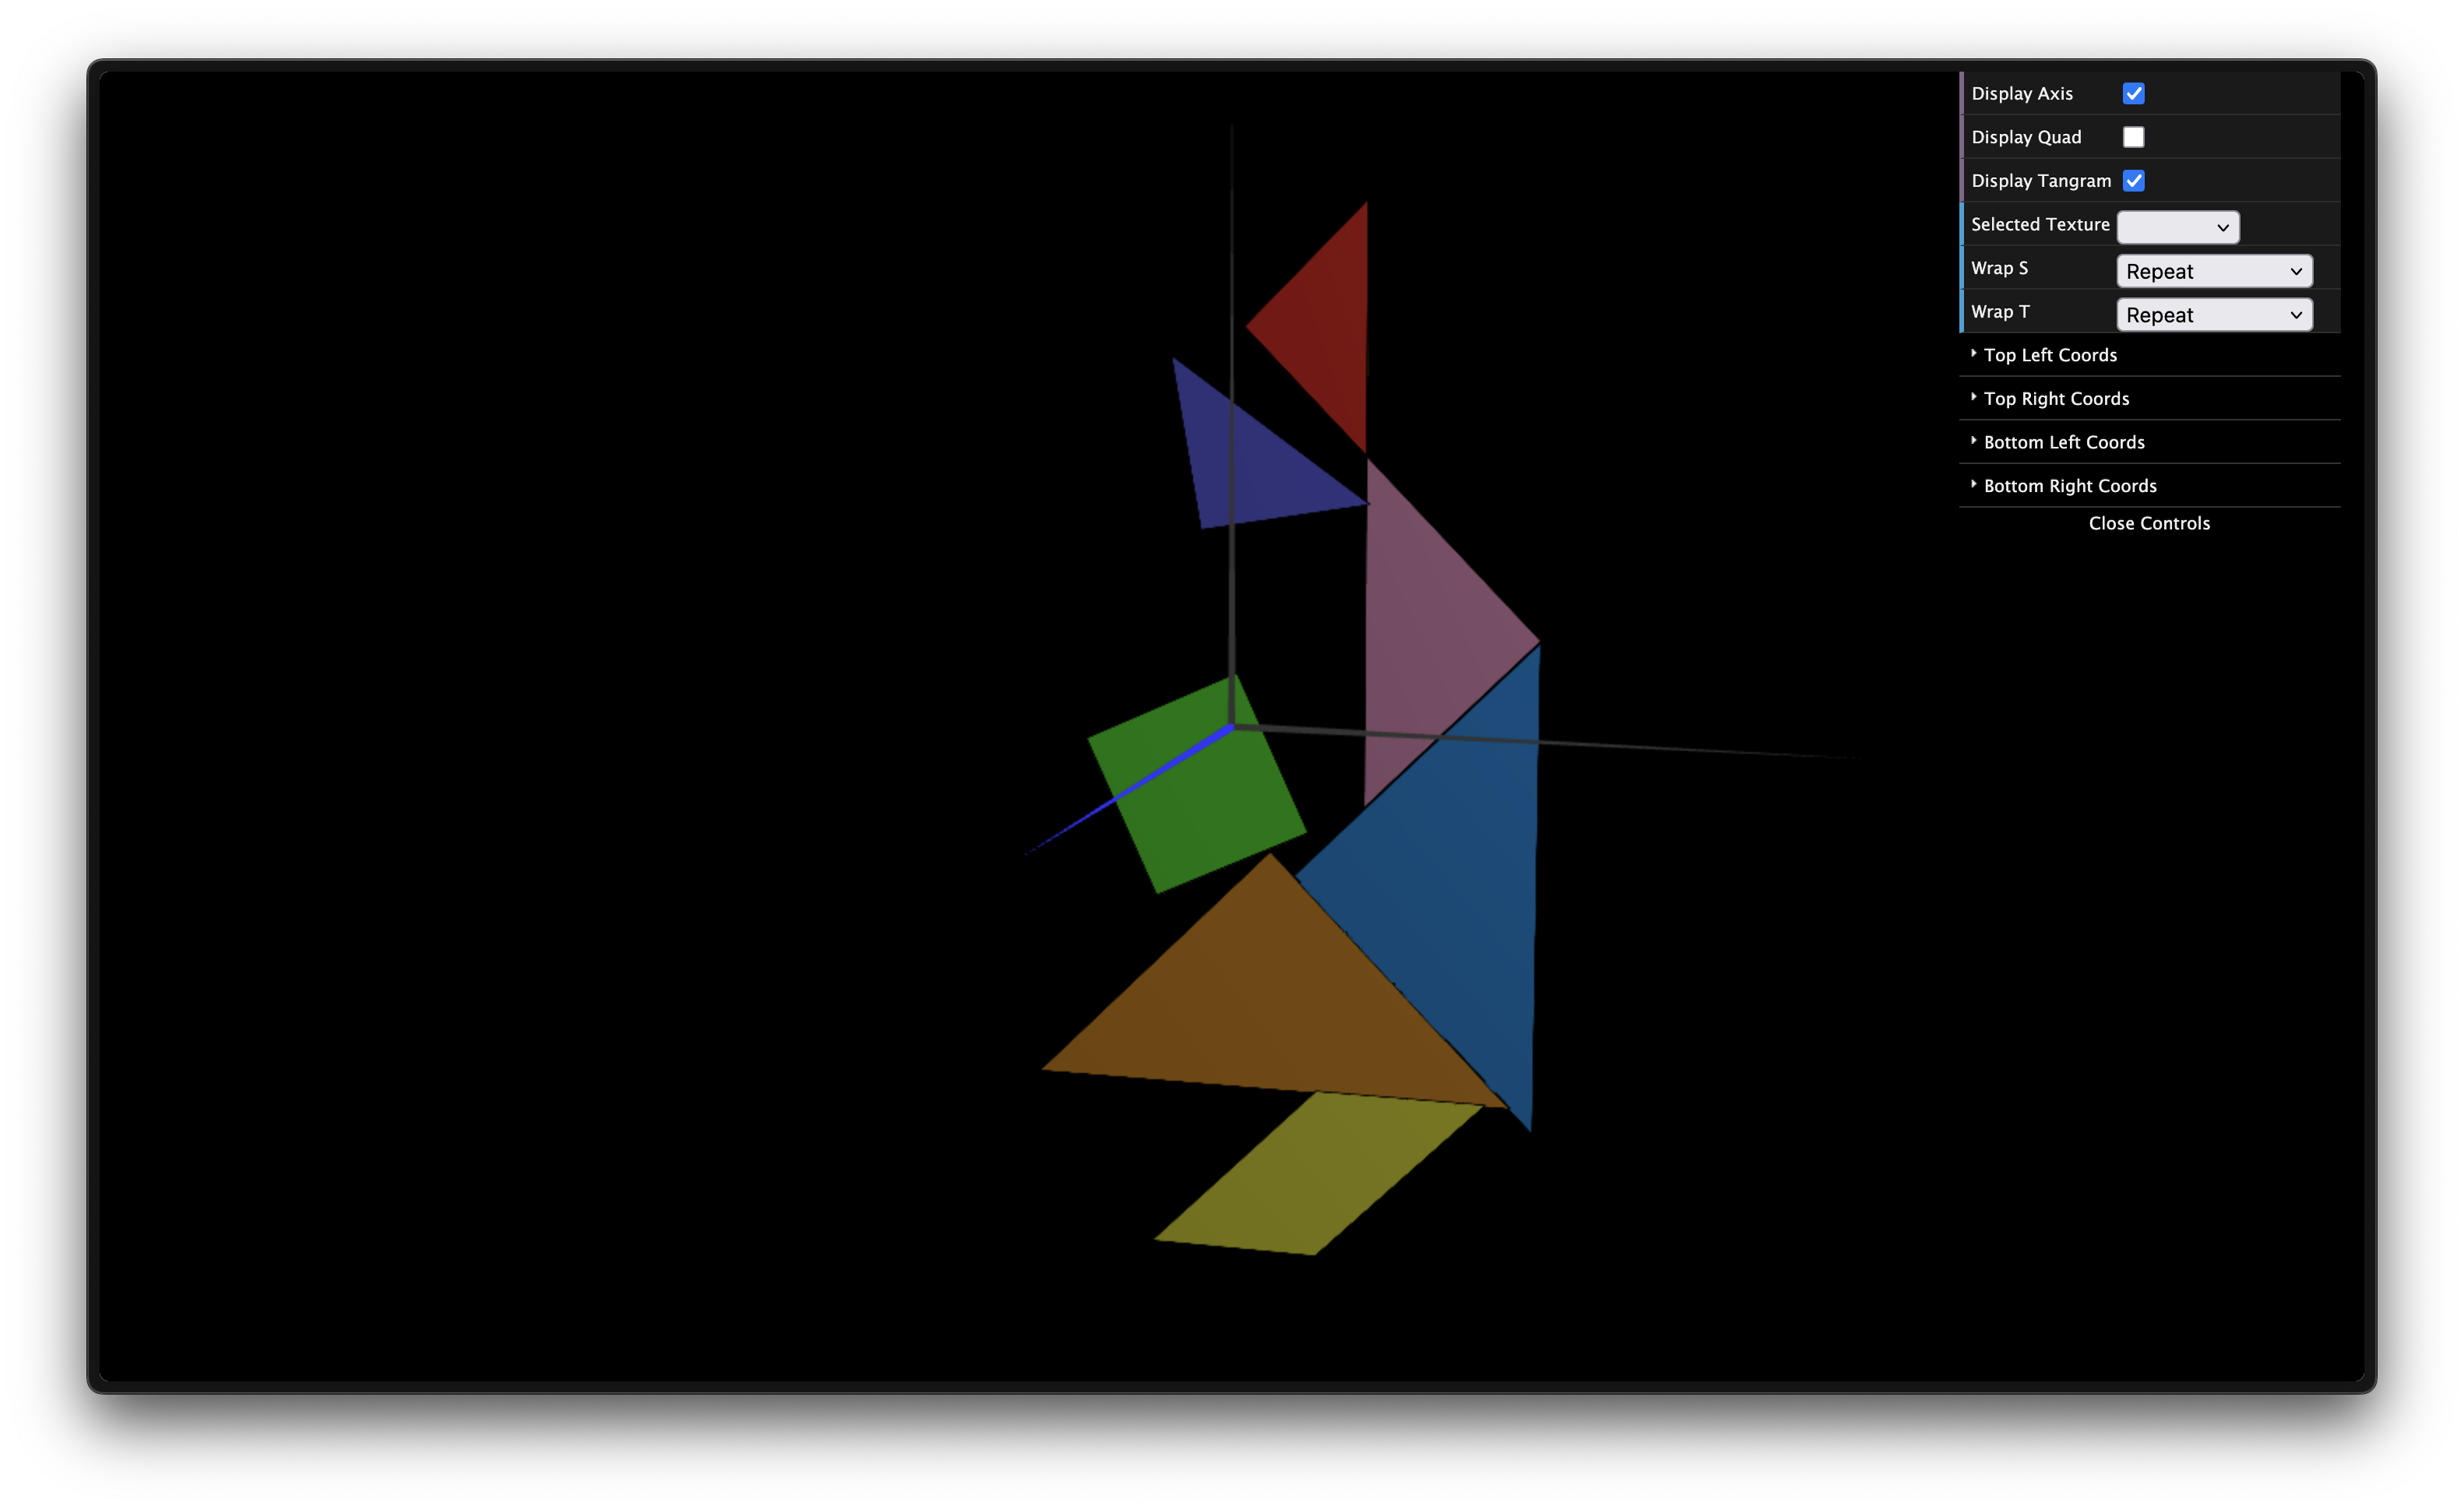 Display Axis
Display Quad
Display Tangram
Selected Texture
Wrap S Repeat
Wrap T Repeat
Top Left Coords
Top Right Coords
Bottom Left Coords
Bottom Right Coords
Close Controls